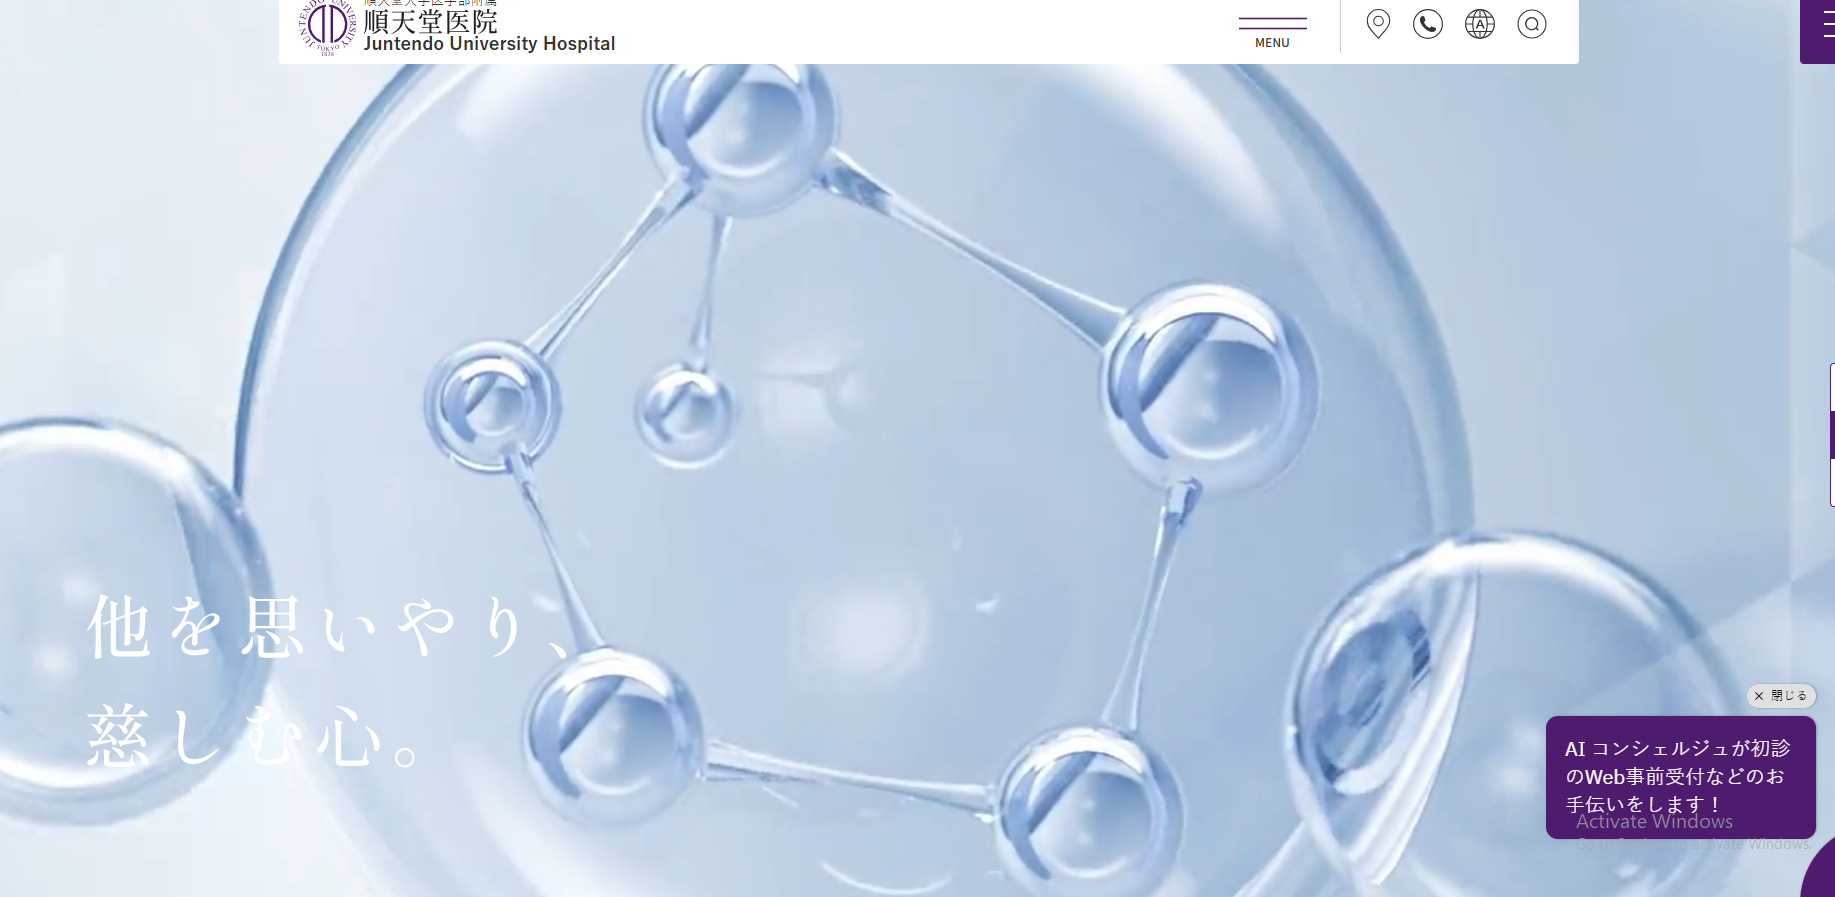 順天堂大学医学部附属
順天堂医院
Juntendo University Hospital
JUNTENDO UNIVERSITY
TOKYO
1838
MENU
A
他を思いやり、
慈しむ心。
× 閉じる
AI コンシェルジュが初診
のWeb事前受付などのお
手伝いをします！
Activate Windows
Go to Settings to activate Windows.